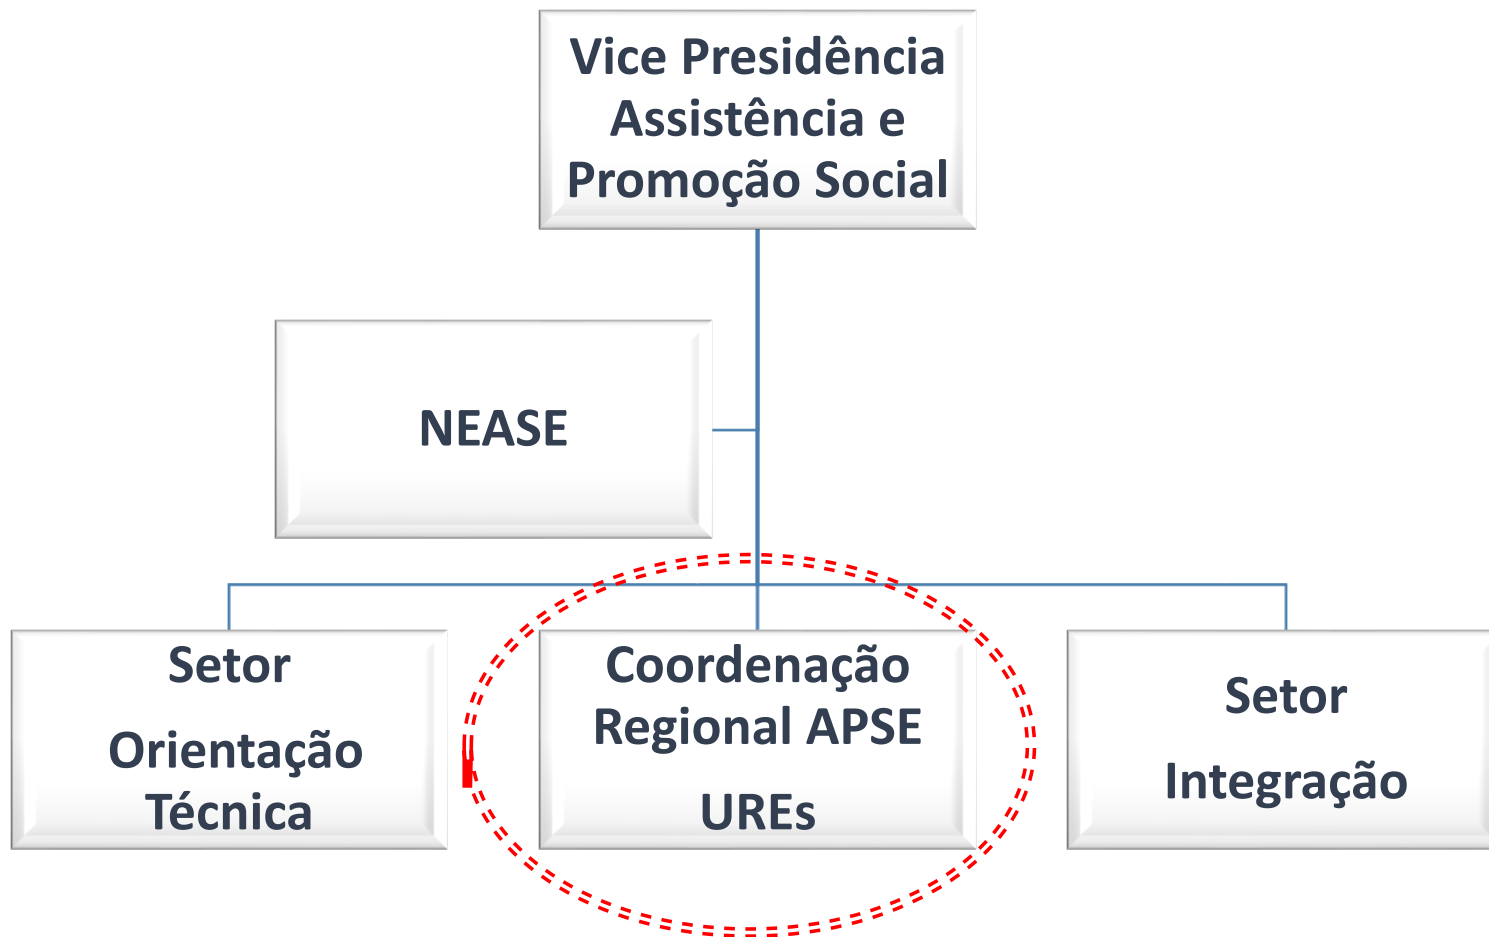 Vice Presidência
Assistência e
Promoção Social
NEASE
Setor
Orientação
Técnica
Coordenação
Regional APSE
UREs
Setor
Integração